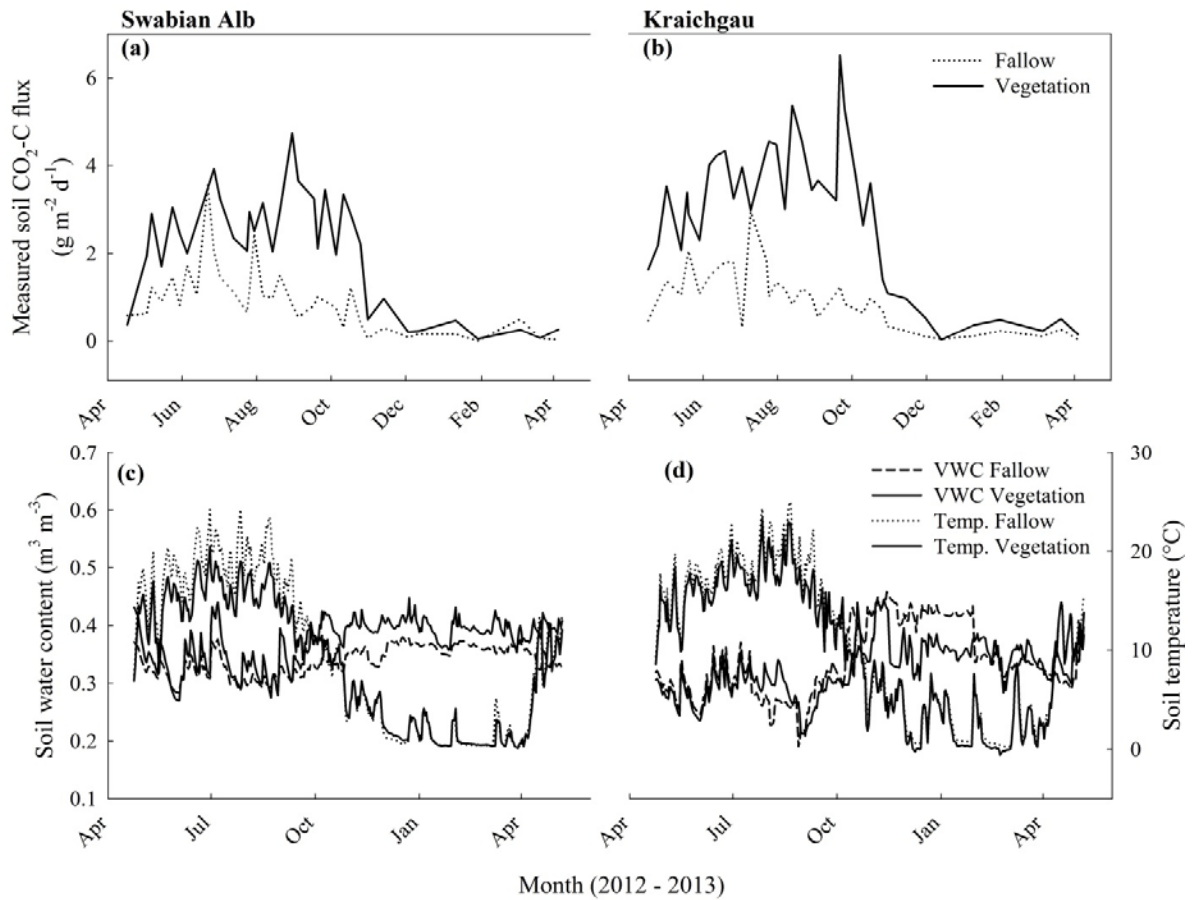 Swabian Alb
Kraichgau
(a)
(b)
Fallow
Vegetation
Measured soil CO₂-C flux
(g m⁻² d⁻¹)
6
4
2
0
Apr
Jun
Aug
Oct
Dec
Feb
Apr
Apr
Jun
Aug
Oct
Dec
Feb
Apr
(c)
(d)
VWC Fallow
VWC Vegetation
Temp. Fallow
Temp. Vegetation
Soil water content (m³ m⁻³)
0.7
0.6
0.5
0.4
0.3
0.2
0.1
30
20
10
0
Soil temperature (°C)
Apr
Jul
Oct
Jan
Apr
Apr
Jul
Oct
Jan
Apr
Month (2012 - 2013)